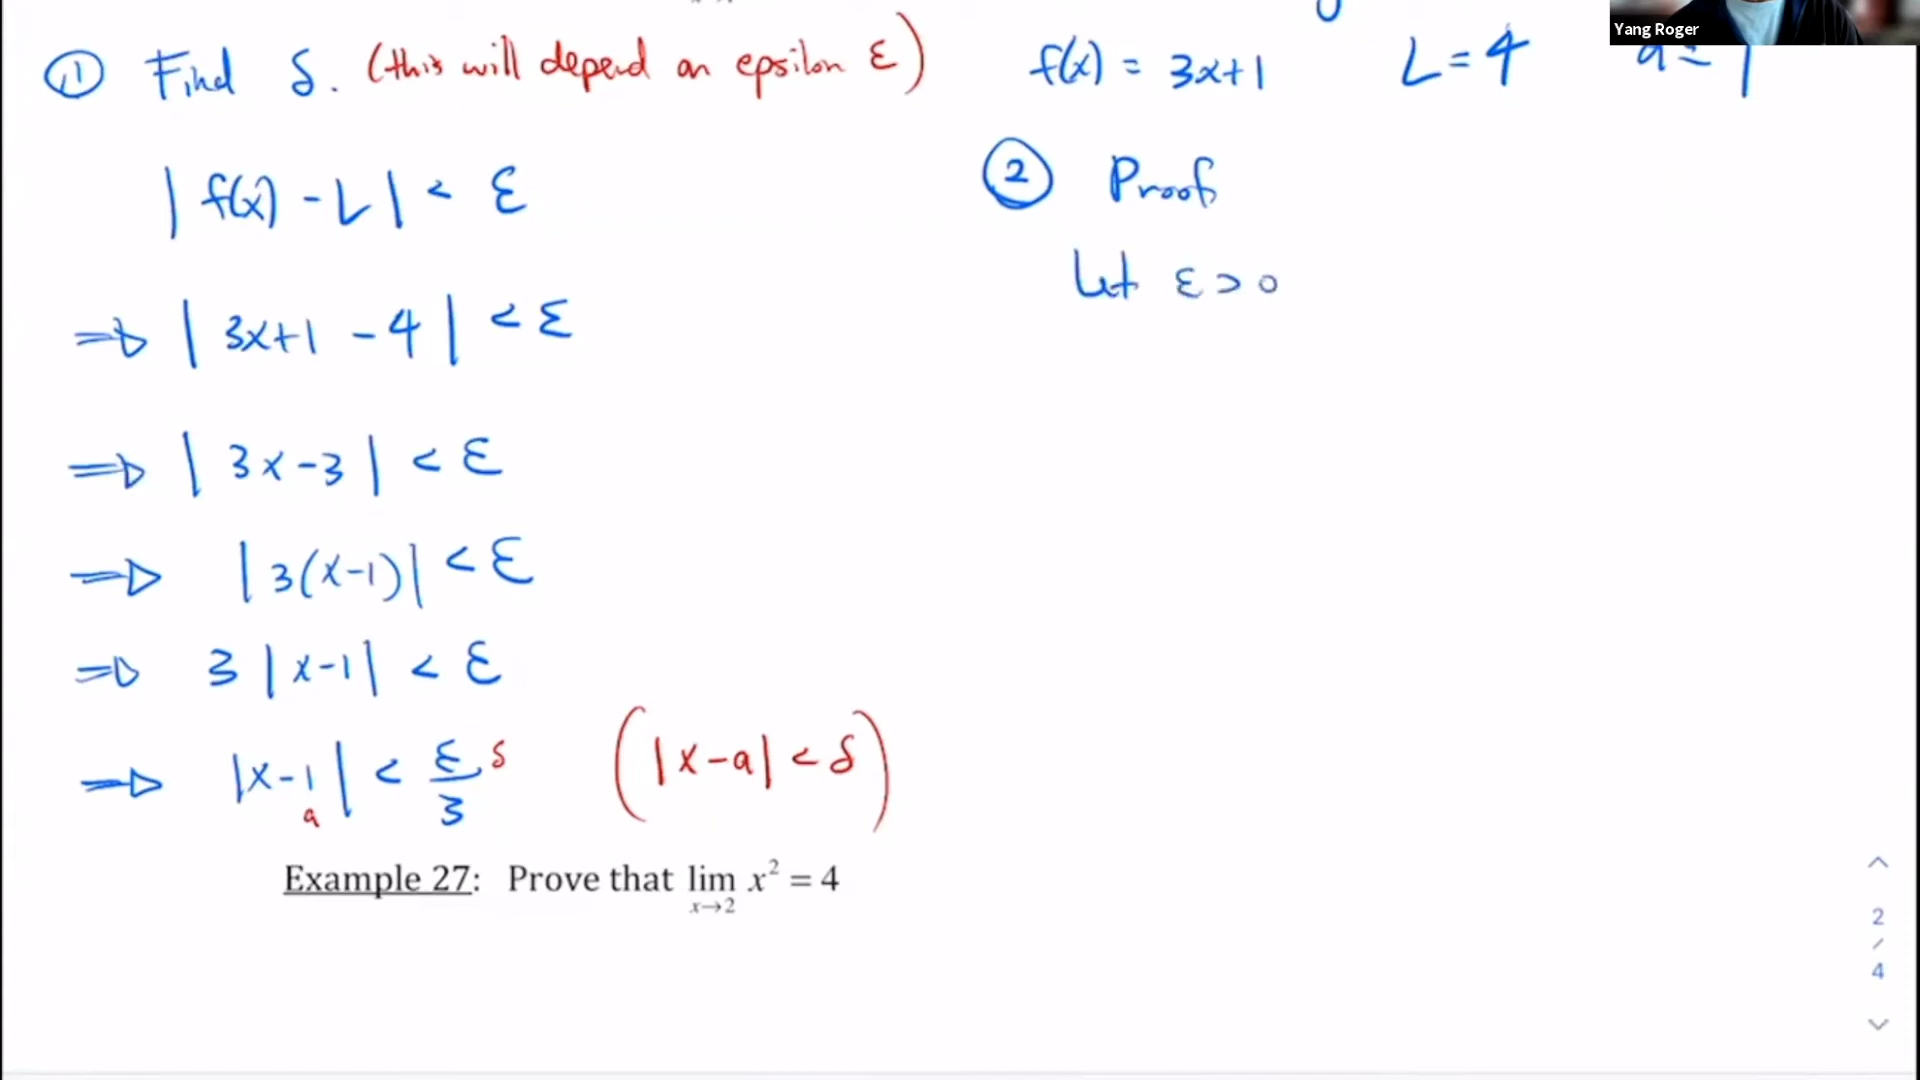 ① Find δ. (this will depend on epsilon ε)
f(x) = 3x+1 L = 4 a = 1
Yang Roger
| f(x) - L | < ε
② Proof
Let ε > 0
⇒ | 3x+1 - 4 | < ε
⇒ | 3x-3 | < ε
⇒ | 3(x-1) | < ε
⇒ 3 | x-1 | < ε
⇒ |x-1| < ε/3 δ ( |x-a| < δ )
a
Example 27: Prove that lim x² = 4
x→2
2
/
4